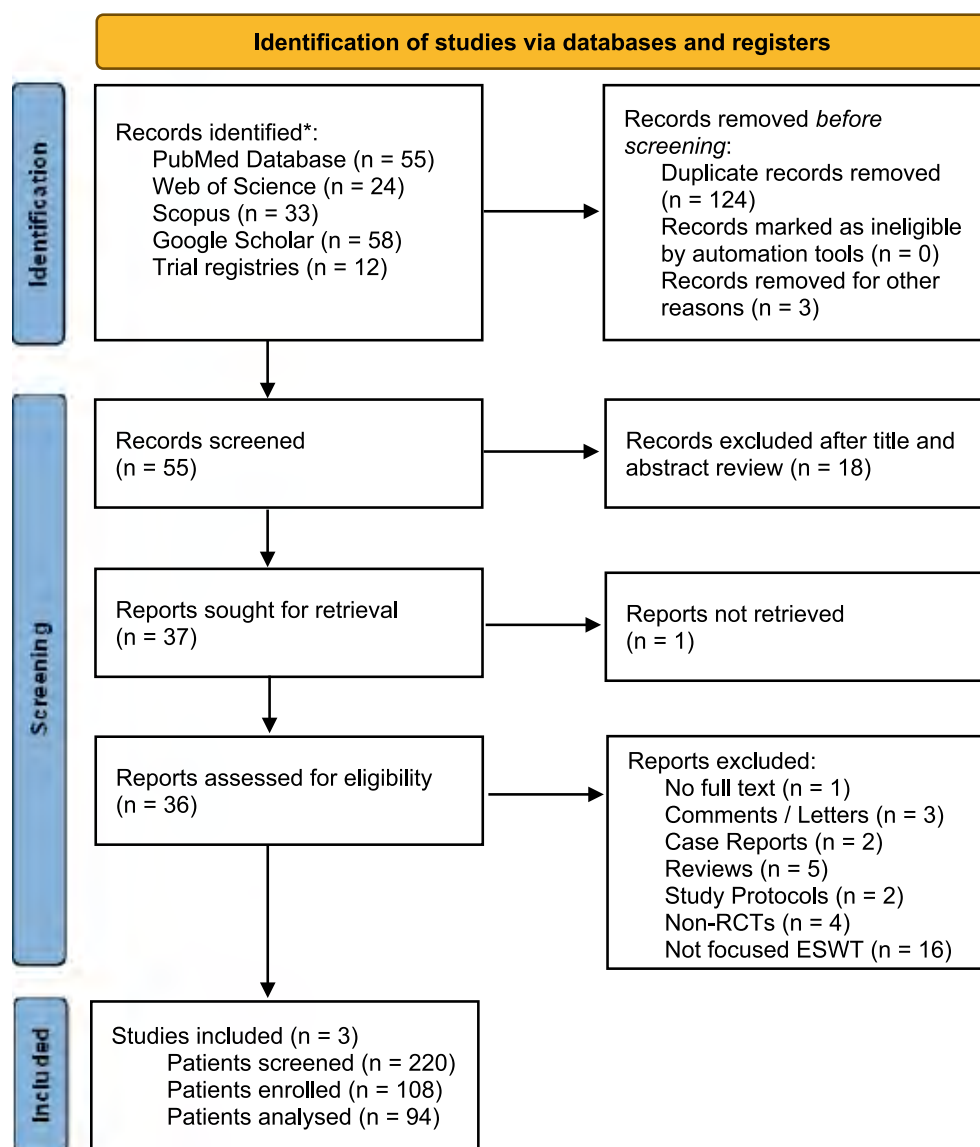 Identification of studies via databases and registers
Identification
Records identified*:
PubMed Database (n = 55)
Web of Science (n = 24)
Scopus (n = 33)
Google Scholar (n = 58)
Trial registries (n = 12)
Records removed before
screening:
Duplicate records removed
(n = 124)
Records marked as ineligible
by automation tools (n = 0)
Records removed for other
reasons (n = 3)
Screening
Records screened
(n = 55)
Records excluded after title and
abstract review (n = 18)
Reports sought for retrieval
(n = 37)
Reports not retrieved
(n = 1)
Reports assessed for eligibility
(n = 36)
Reports excluded:
No full text (n = 1)
Comments / Letters (n = 3)
Case Reports (n = 2)
Reviews (n = 5)
Study Protocols (n = 2)
Non-RCTs (n = 4)
Not focused ESWT (n = 16)
Included
Studies included (n = 3)
Patients screened (n = 220)
Patients enrolled (n = 108)
Patients analysed (n = 94)